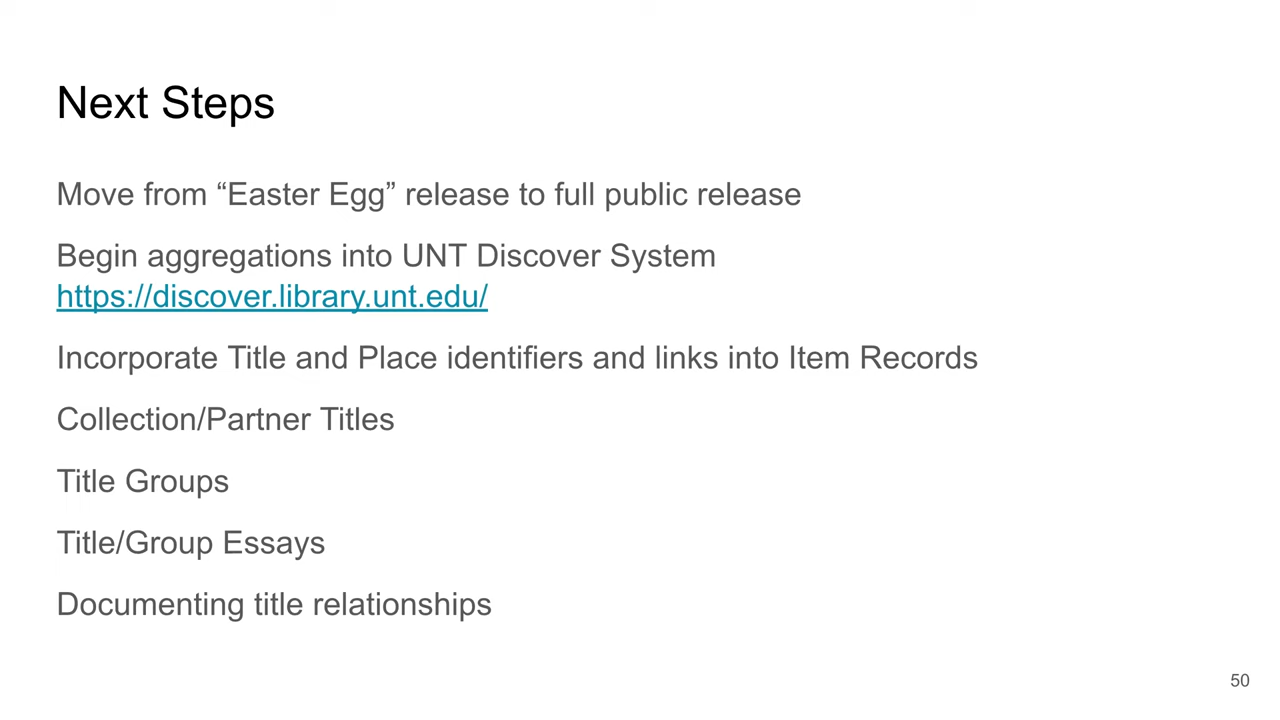 Next Steps
Move from “Easter Egg” release to full public release
Begin aggregations into UNT Discover System
https://discover.library.unt.edu/
Incorporate Title and Place identifiers and links into Item Records
Collection/Partner Titles
Title Groups
Title/Group Essays
Documenting title relationships
50